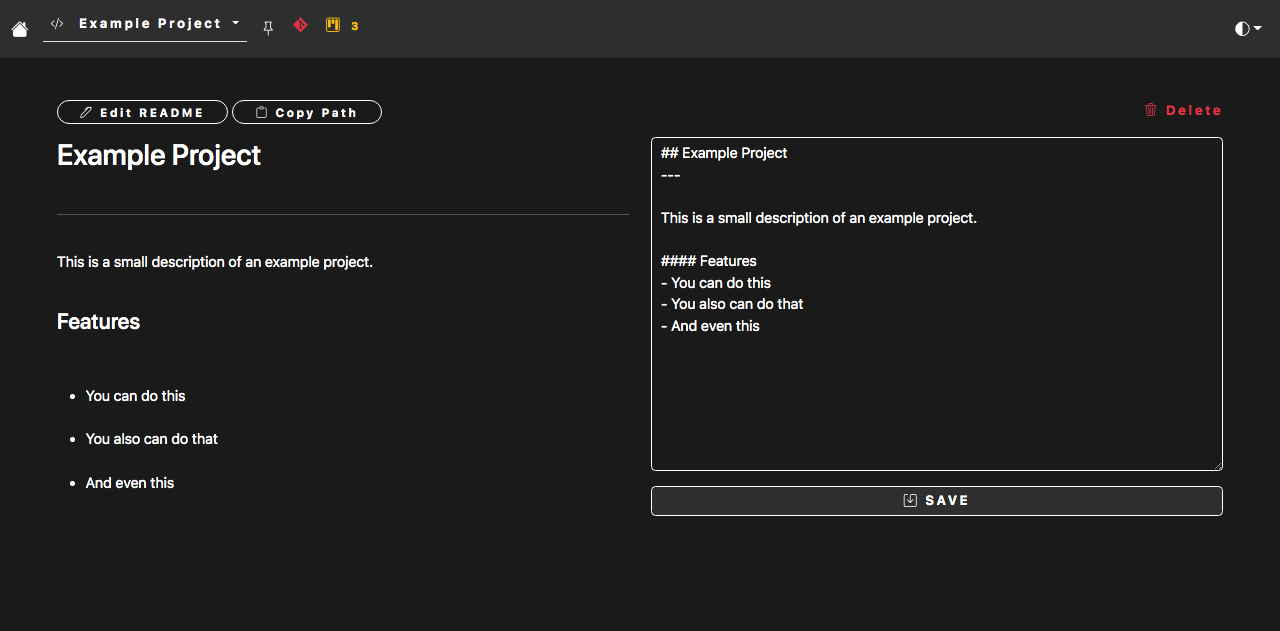 Example Project
3
Edit README
Copy Path
Delete
Example Project
This is a small description of an example project.
Features
• You can do this
• You also can do that
• And even this
## Example Project
---
This is a small description of an example project.
#### Features
- You can do this
- You also can do that
- And even this
SAVE